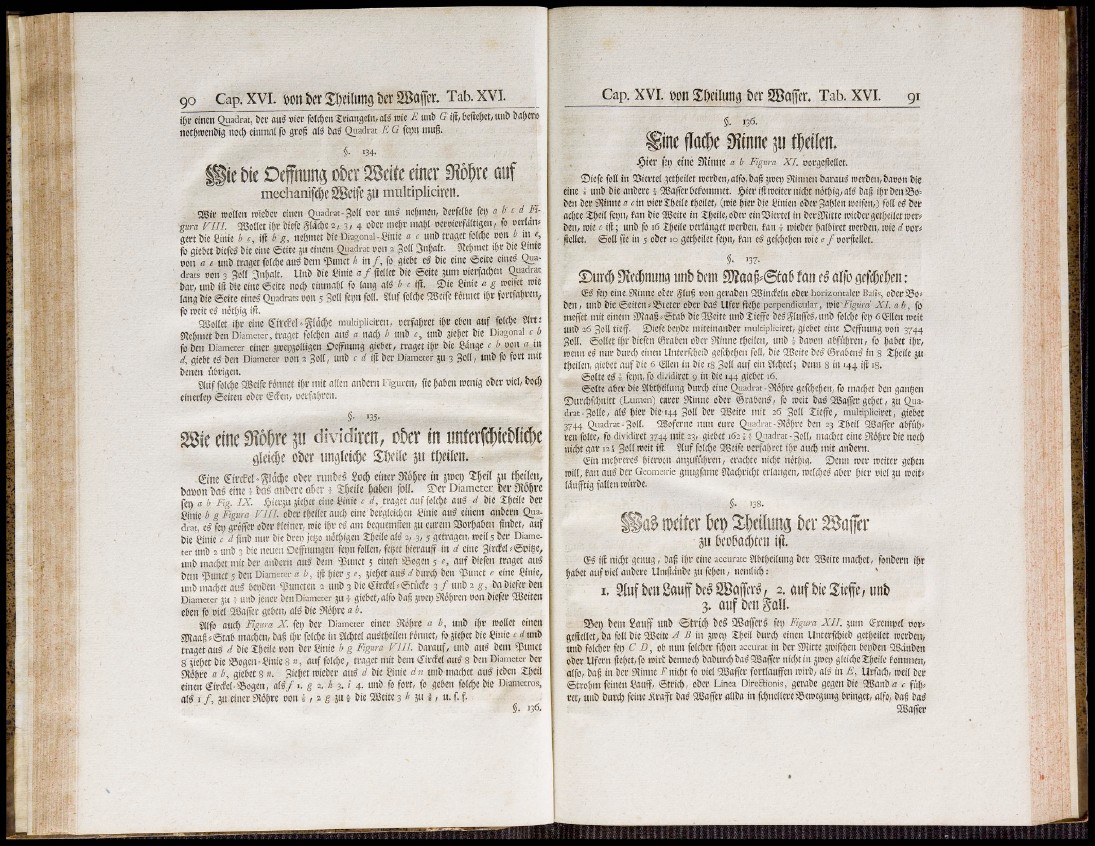 90 Cap. XVI. von der Theilung der Wasser. Tab. XVI.
ihr einen Quadrat, der aus vier solchen Triangeln, als wie E und G ist, bestehet, und dahero
nothwendig noch einmal so groß als das Quadrat E G seyn muß.
§. 134.
Wie die Oeffnung oder Weite einer Röhre auf
mechanische Weise zu multipliciren.
Wir wollen wieder einen Quadrat-Zoll vor uns nehmen, derselbe sey a b c d Fi-
gura VIII. Wollet ihr diese Fläche 2, 3, 4 oder mehr mahl vervielfältigen, so verlän-
gert die Linie b c, ist b g, nehmet die Diagonal-Linie a c und traget solche von b in e,
so giebet dieses die eine Seite zu einem Quadrat von 2 Zoll Inhalt. Nehmet ihr die Linie
von a e und traget solche aus dem Punct b in f, so giebt es die eine Seite eines Qua-
drats von 3 Zoll Inhalt. Und die Linie a f stellet die Seite zum vierfachen Quadrat
dar, und ist die eine Seite noch einmahl so lang als b c ist. Die Linie a g weiset wie
lang die Seite eines Quadrats von 5 Zoll seyn soll. Auf solche Weise könnet ihr fortfahren,
so weit es nöthig ist.
Wollet ihr eine Circkel-Fläche multipliciren, verfahret ihr eben auf solche Art:
Nehmet den Diameter, traget solchen aus a nach b und c, und ziehet die Diagonal c b
so den Diameter einer zweyzolligen Oeffnung giebet, traget ihr die Länge c b von a in
d, giebt es den Diameter von 2 Zoll, und c d ist der Diameter zu 3 Zoll, und so fort mit
denen übrigen.
Auf solche Weise könnet ihr mit allen andern Figuren, sie haben wenig oder viel, doch
einerley Seiten oder Ecken, verfahren.
§. 135.
Wie eine Röhre zu dividiren, oder in unterschiedliche
gleiche oder ungleiche Theile zu theilen.
Eine Circkel-Fläche oder rundes Loch einer Röhre in zwey Theil zu theilen,
davon das eine das andere aber Theile haben soll. Der Diameter der Röhre
sey a b Fig. IX. Hierzu ziehet eine Linie c d, traget auf solche aus d die Theile der
Linie b g Figura VIII. oder theilet auch eine dergleichen Linie aus einem andern Qua-
drat, es sey grösser oder kleiner, wie ihr es am bequemsten zu eurem Vorhaben findet, auf
die Linie c d sind nur die drey jetzo nöthigen Theile als 2, 3, 5 getragen, weil 5 der Diame-
ter und 2 und 3 die neuen Oeffnungen seyn sollen, setzet hierauff in d eine Zirckel-Spitze,
und machet mit der andern aus dem Punct 5 einen Bogen 5 e, auf diesen traget aus
dem Punct 5 den Diameter a b, ist hier 5 e, ziehet aus d durch den Punct e eine Linie,
und machet aus beyden Puncten 2 und 3 die Circkel-Stücke 3 f und 2 g, da dieser den
Diameter zu und jener den Diameter zu giebet, also daß zwey Röhren von dieser Weiten
eben so viel Wasser geben, als die Röhre a b.
Also auch Figura X. sey der Diameter einer Röhre a b, und ihr wollet einen
Maaß-Stab machen, daß ihr solche in Achtel austheilen könnet, so ziehet die Linie c d und
traget aus d die Theile von der Linie b g Figura VIII. darauf, und aus dem Punct
8 ziehet die Bogen-Linie 8 n, auf solche, traget mit dem Circkel aus 8 den Diameter der
Röhre a b, giebet 8 n. Ziehet wieder aus d die Linie d n und machet aus jeden Theil
einen Circkel-Bogen, als f 1. g 2. h 3. i 4. und so fort, so geben solche die Diametros,
als 1 f, zu einer Röhre von , 2 g zu die Weite 3 h zu , u. s. f.
§. 136.
Cap. XVI. von Theilung der Wasser. Tab. XVI. 91
§. 136.
Eine flache Rinne zu theilen.
Hier sey eine Rinne a b Figura XI. vorgestellet.
Diese soll in Viertel zertheilet werden, also, daß zwey Rinnen daraus werden, davon die
eine und die andere Wasser bekommet. Hier ist weiter nicht nöthig, als daß ihr den Bo-
den der Rinne a c in vier Theile theilet, (wie hier die Linien oder Zahlen weisen,) soll es der
achte Theil seyn, kan die Weite in Theile, oder ein Viertel in der Mitte wieder getheilet wer-
den, wie c ist; und so 16 Theile verlanget werden, kan wieder halbiret werden, wie d vor-
stellet. Soll sie in 5 oder 10 getheilet seyn, kan es geschehen wie e f vorstellet.
§. 137.
Durch Rechnung und dem Maaß-Stab kan es also geschehen:
Es sey eine Rinne oder Fluß von geraden Winckeln oder horizontaler Basis, oder Bo-
den, und die Seiten-Breter oder das Ufer stehe perpendicular, wie Figura XI. a b, so
messet mit einem Maaß-Stab die Weite und Tieffe des Flusses, und solche sey 6 Ellen weit
und 26 Zoll tieff. Diese beyde miteinander multipliciret, giebet eine Oeffnung von 3744
Zoll. Sollet ihr diesen Graben oder Rinne theilen, und davon abführen, so habet ihr,
wenn es nur durch einen Unterscheid geschehen soll, die Weite des Grabens in 8 Theile zu
theilen, giebet auf die 6 Ellen in die 18 Zoll auf ein Achtel; denn 8 in 144 ist 18.
Solte es seyn, so dividiret 9 in die 144 giebet 16.
Solte aber die Abtheilung durch eine Quadrat-Röhre geschehen, so machet den gantzen
Durchschnitt (Lumen) eurer Rinne oder Grabens, so weit das Wasser gehet, zu Qua-
drat-Zolle, als hier die 144 Zoll der Weite mit 26 Zoll Tieffe, multipliciret, giebet
3744 Quadrat-Zoll. Woferne nun eure Quadrat-Röhre den 23 Theil Wasser abfüh-
ren solte, so dividiret 3744 mit 23, giebet 162 Quadrat-Zoll, machet eine Röhre die noch
nicht gar Zoll weit ist. Auf solche Weise verfahret ihr auch mit andern.
Ein mehreres hiervon anzuführen, erachte nicht nöthig. Denn wer weiter gehen
will, kan aus der Geometrie gnugsame Nachricht erlangen, welches aber hier viel zu weit-
läufftig fallen würde.
§. 138.
Was weiter bey Theilung der Wasser
zu beobachten ist.
Es ist nicht genug, daß ihr eine accurate Abtheilung der Weite machet, sondern ihr
habet auf viel andere Umstände zu sehen, nemlich:
1. Auf den Lauff des Wassers, 2. auf die Tieffe, und
3. auf den Fall.
Bey dem Lauff und Strich des Wassers sey Figura XII. zum Exempel vor-
gestellet, da soll die Weite A B in zwey Theil durch einen Unterschied getheilet werden,
und solcher sey C D, ob nun solcher schon accurat in der Mitte zwischen beyden Wänden
oder Ufern stehet, so wird dennoch dadurch das Wasser nicht in zwey gleiche Theile kommen,
also, daß in der Rinne F nicht so viel Wasser fortlauffen wird, als in E, Ursach, weil der
Strohm seinen Lauff, Strich, oder Linea Directionis, gerade gegen die Wand a c füh-
ret, und durch seine Krafft das Wasser allda in schnellere Bewegung bringet, also, daß das
Wasser